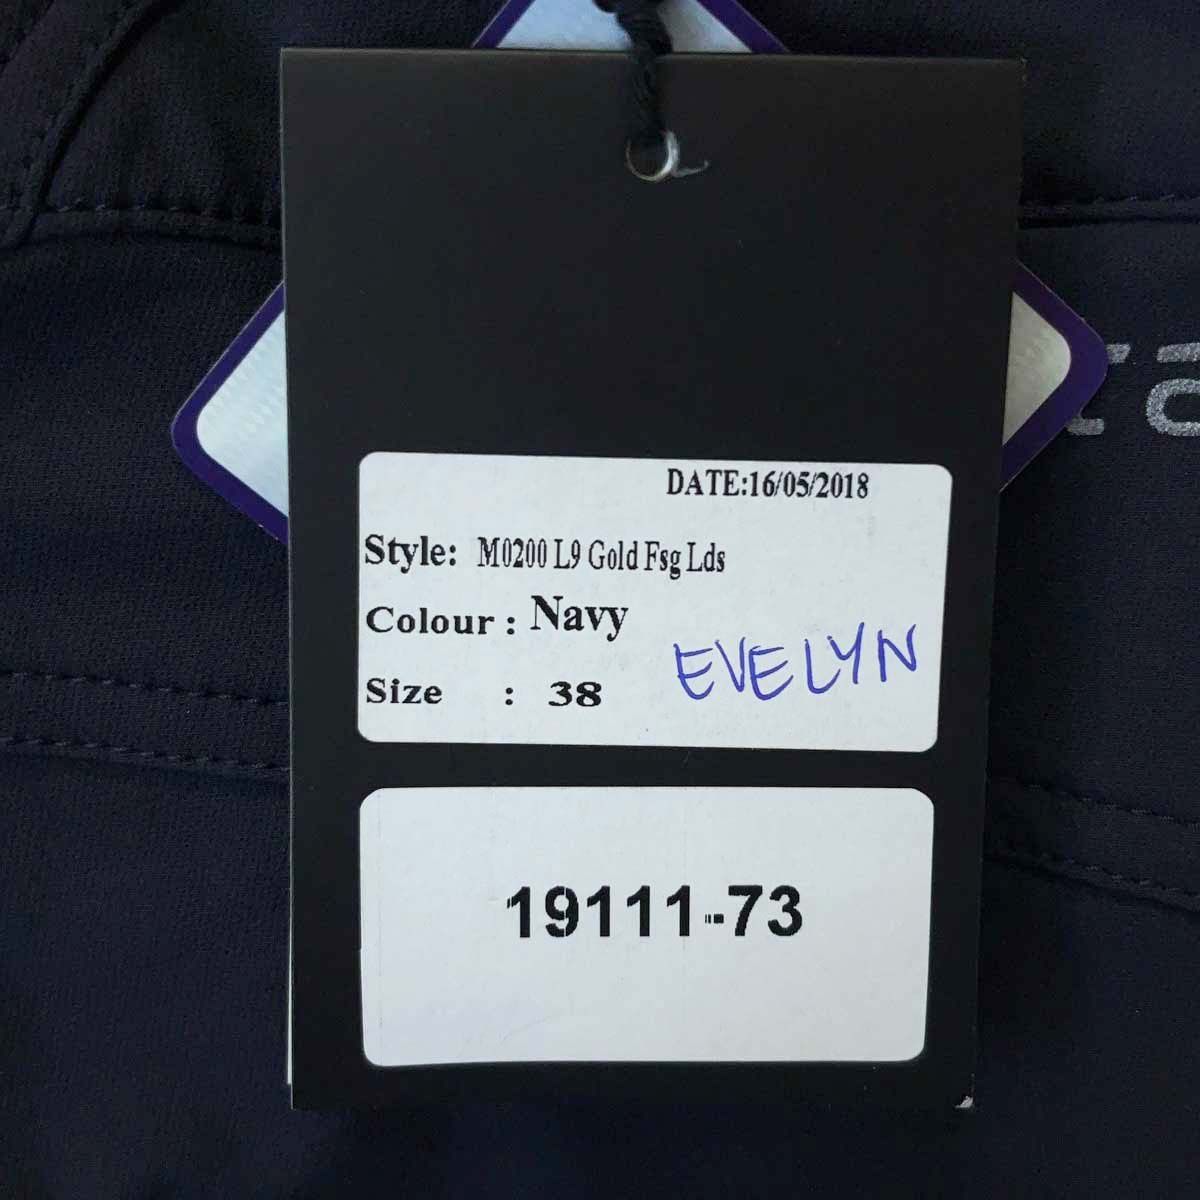 DATE:16/05/2018
Style: M0200 L9 Gold Fsg Lds
Colour : Navy
EVELYN
Size : 38
19111-73